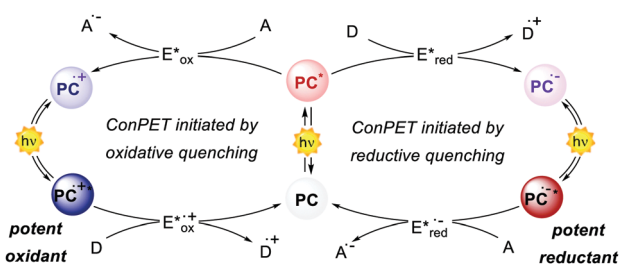 A·- A D D·+
E*ox E*red
PC·+ PC* PC·-
ConPET initiated by ConPET initiated by
hν oxidative quenching hν reductive quenching hν
PC·+* PC PC·-*
potent E*·+ox E*·-red potent
oxidant D D·+ A·- A reductant